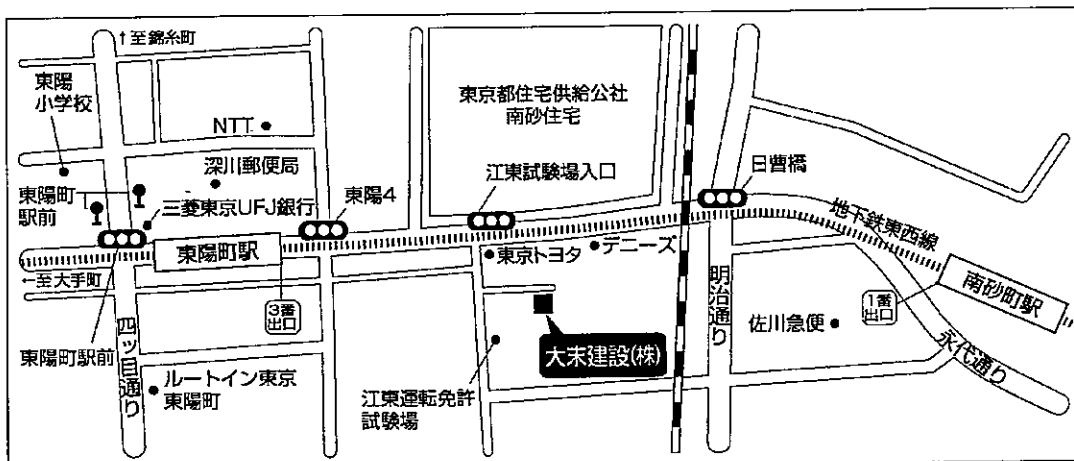 ↑至錦糸町
東陽
小学校
NTT
東京都住宅供給公社
南砂住宅
深川郵便局
江東試験場入口
日曹橋
東陽町
駅前
三菱東京UFJ銀行
東陽4
地下鉄東西線
東陽町駅
東京トヨタ
デニーズ
←至大手町
南砂町駅
3番
出口
明治通り
1番
出口
佐川急便
東陽町駅前
四ッ目通り
大末建設(株)
永代通り
ルートイン東京
東陽町
江東運転免許
試験場